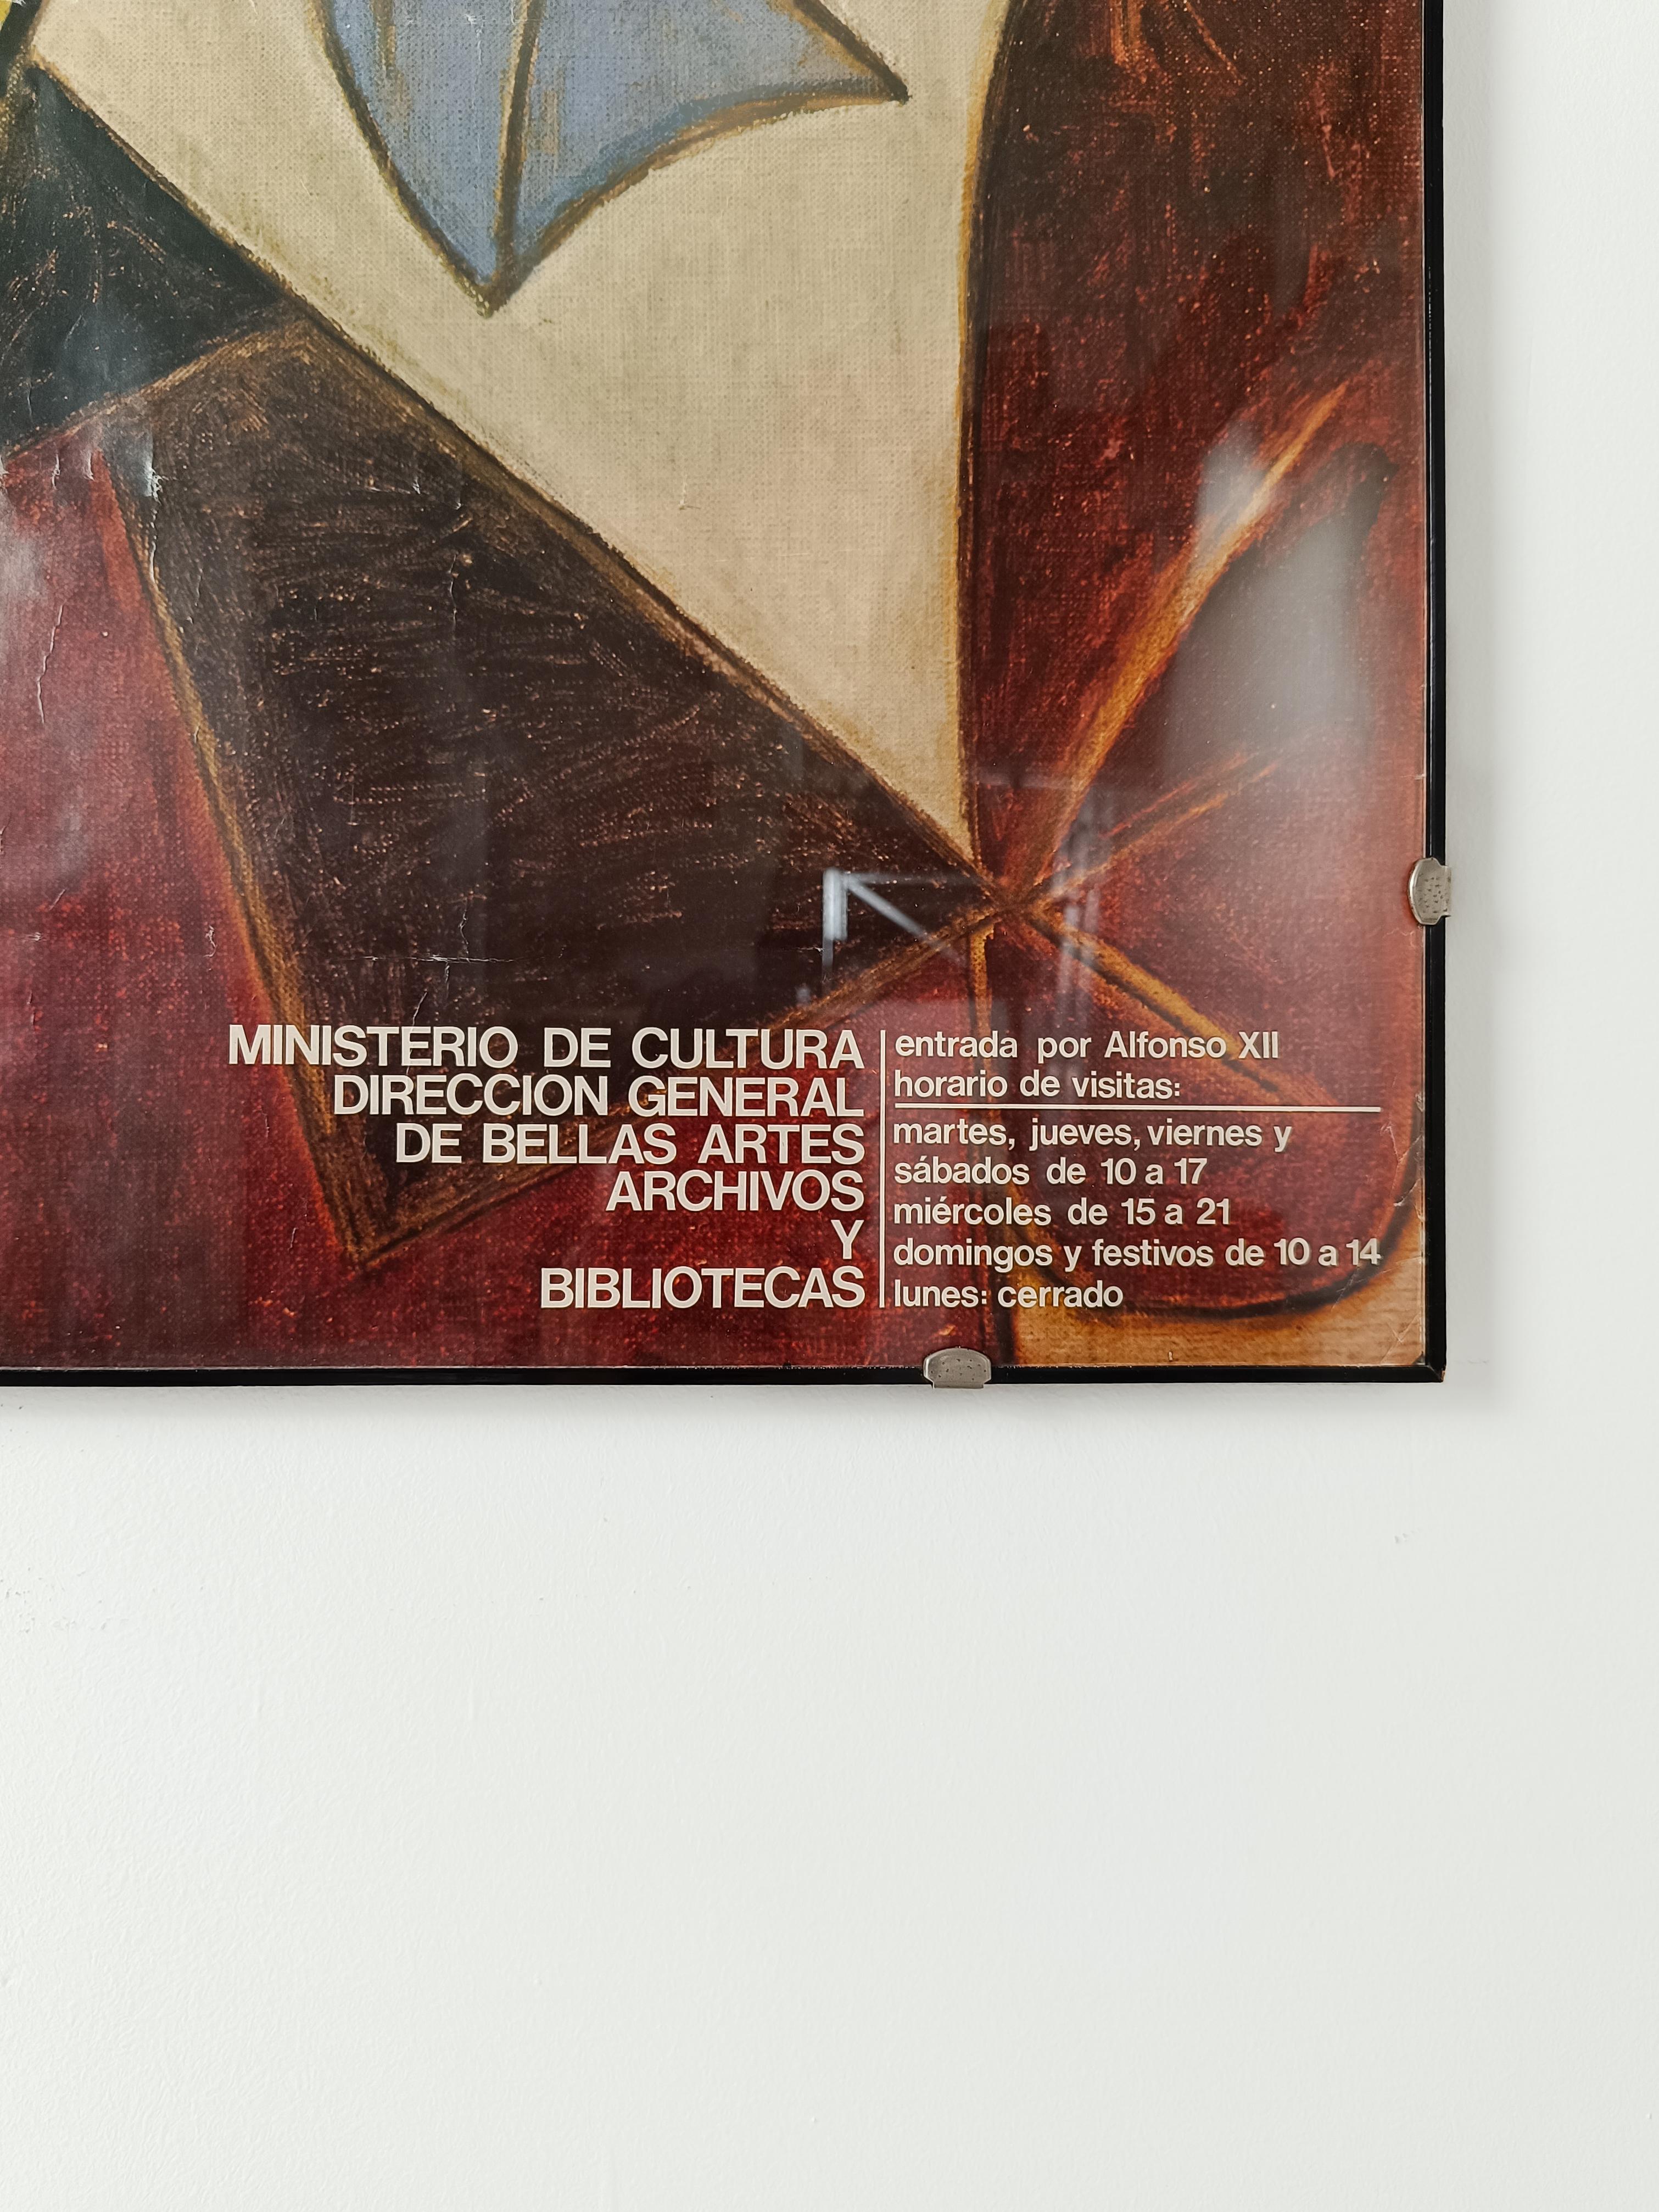 MINISTERIO DE CULTURA
DIRECCION GENERAL
DE BELLAS ARTES
ARCHIVOS
Y
BIBLIOTECAS
entrada por Alfonso XII
horario de visitas:
martes, jueves, viernes y
sábados de 10 a 17
miércoles de 15 a 21
domingos y festivos de 10 a 14
lunes: cerrado